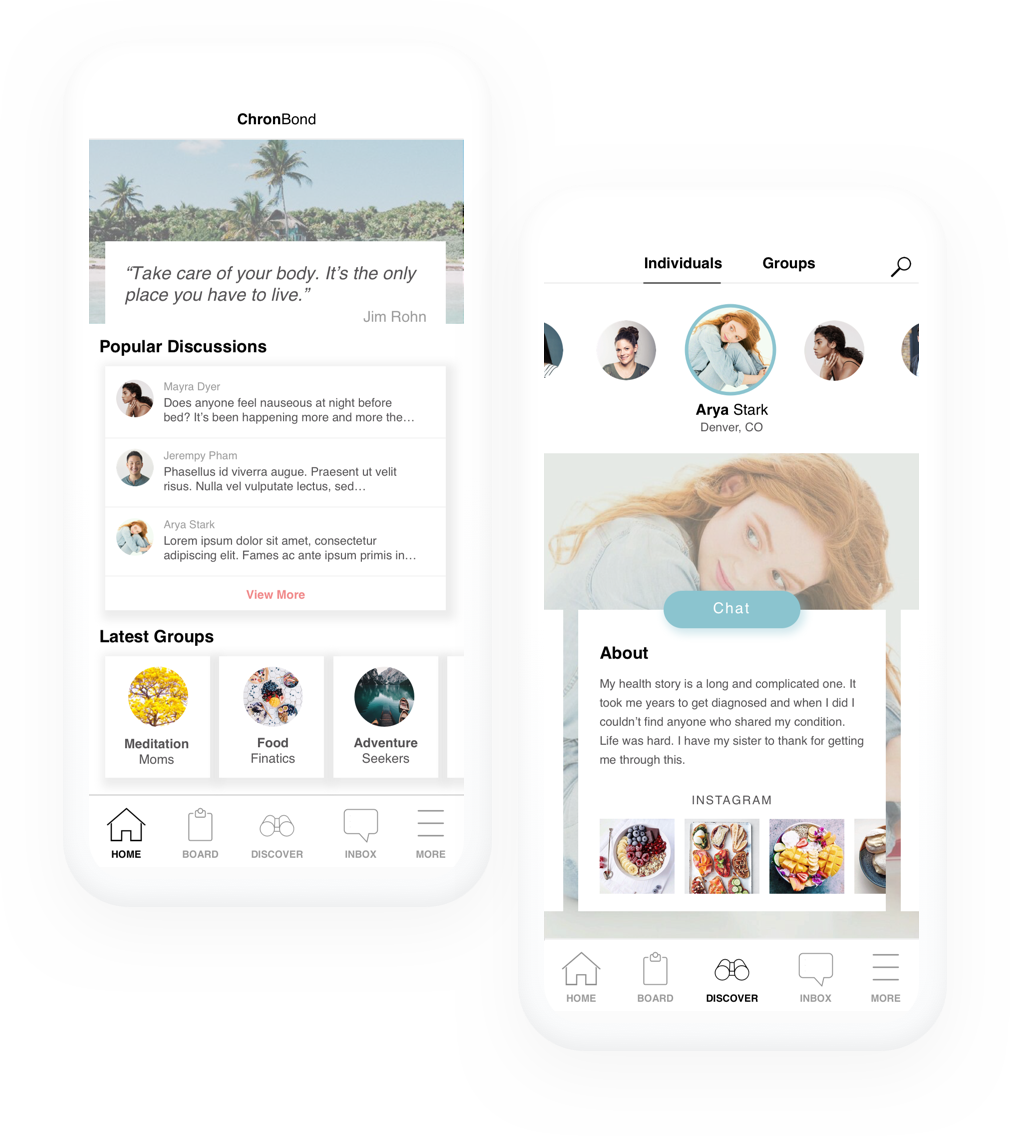 ChronBond
“Take care of your body. It’s the only
place you have to live.”
Jim Rohn
Popular Discussions
Mayra Dyer
Does anyone feel nauseous at night before
bed? It’s been happening more and more the…
Jerempy Pham
Phasellus id viverra augue. Praesent ut velit
risus. Nulla vel vulputate lectus, sed…
Arya Stark
Lorem ipsum dolor sit amet, consectetur
adipiscing elit. Fames ac ante ipsum primis in…
View More
Latest Groups
Meditation
Moms
Food
Finatics
Adventure
Seekers
HOME
BOARD
DISCOVER
INBOX
MORE
Individuals
Groups
Arya Stark
Denver, CO
Chat
About
My health story is a long and complicated one. It
took me years to get diagnosed and when I did I
couldn’t find anyone who shared my condition.
Life was hard. I have my sister to thank for getting
me through this.
INSTAGRAM
HOME
BOARD
DISCOVER
INBOX
MORE